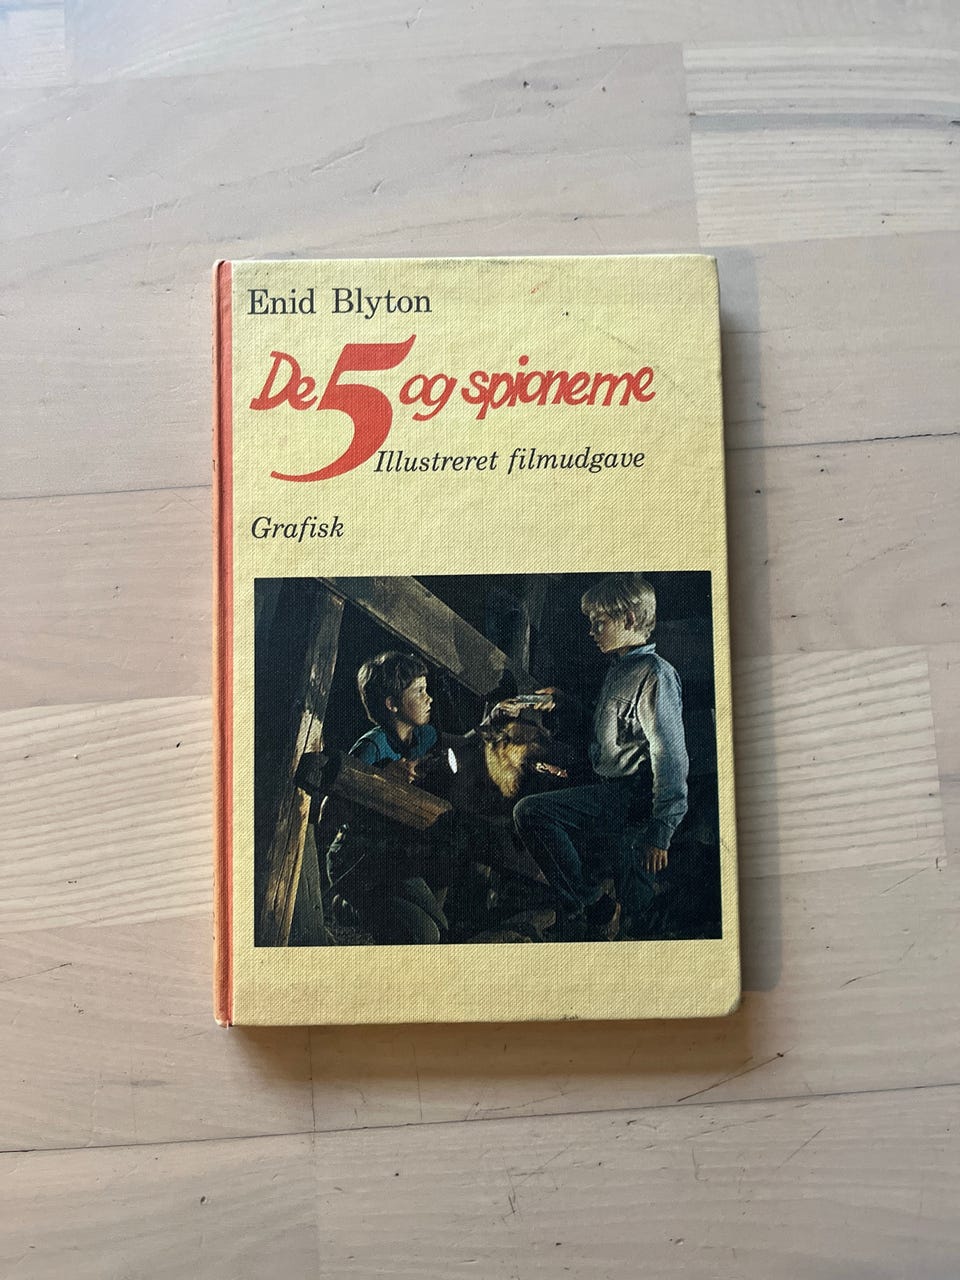 Enid Blyton
De 5 og spionerne
Illustreret filmudgave
Grafisk